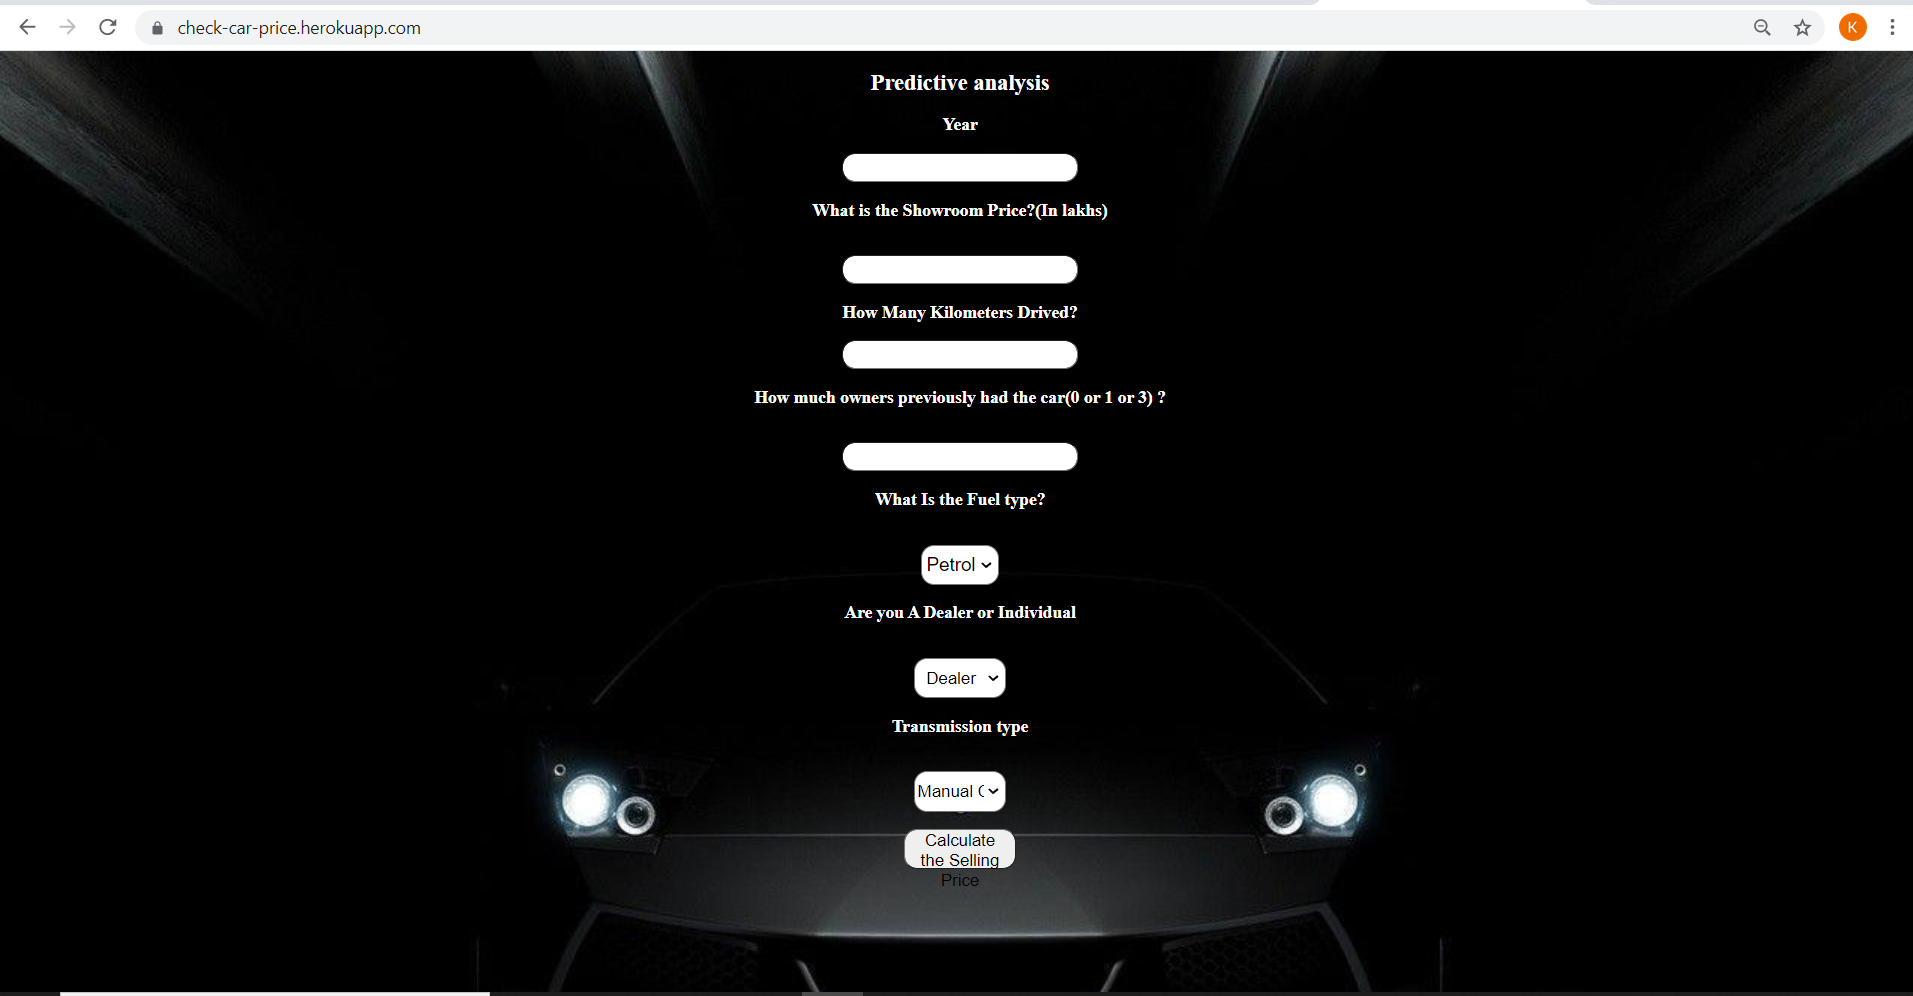 check-car-price.herokuapp.com
K
Predictive analysis
Year
What is the Showroom Price?(In lakhs)
How Many Kilometers Drived?
How much owners previously had the car(0 or 1 or 3) ?
What Is the Fuel type?
Petrol
Are you A Dealer or Individual
Dealer
Transmission type
Manual
Calculate
the Selling
Price